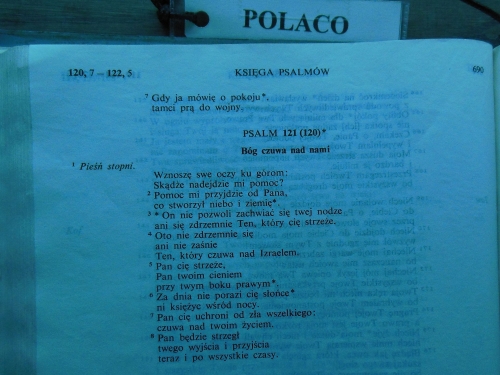 POLACO
120, 7 — 122, 5 KSIĘGA PSALMÓW 690
7 Gdy ja mówię o pokoju*,
tamci prą do wojny.
PSALM 121 (120)*
Bóg czuwa nad nami
1 Pieśń stopni.
Wznoszę swe oczy ku górom:
Skądże nadejdzie mi pomoc?
2 Pomoc mi przyjdzie od Pana,
co stworzył niebo i ziemię*.
3 * On nie pozwoli zachwiać się twej nodze
ani się zdrzemnie Ten, który cię strzeże.
4 Oto nie zdrzemnie się
ani nie zaśnie
Ten, który czuwa nad Izraelem.
5 Pan cię strzeże,
Pan twoim cieniem
przy twym boku prawym*.
6 Za dnia nie porazi cię słońce*
ni księżyc wśród nocy.
7 Pan cię uchroni od zła wszelkiego:
czuwa nad twoim życiem.
8 Pan będzie strzegł
twego wyjścia i przyjścia
teraz i po wszystkie czasy.